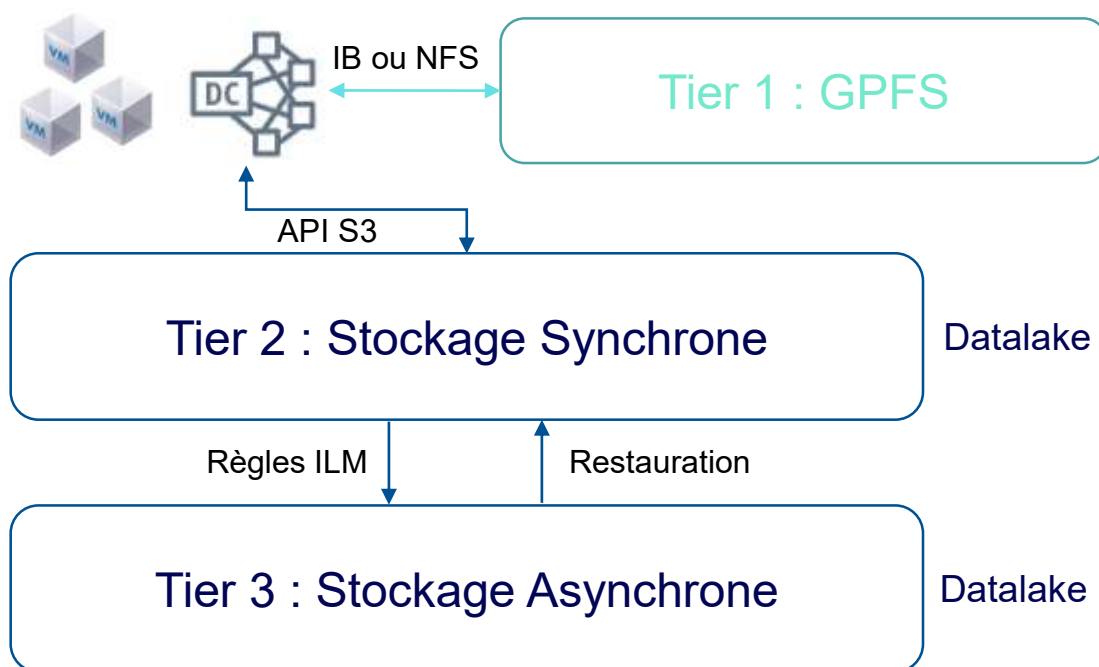 VM
VM
VM
DC
IB ou NFS
Tier 1 : GPFS
API S3
Tier 2 : Stockage Synchrone
Datalake
Règles ILM
Restauration
Tier 3 : Stockage Asynchrone
Datalake